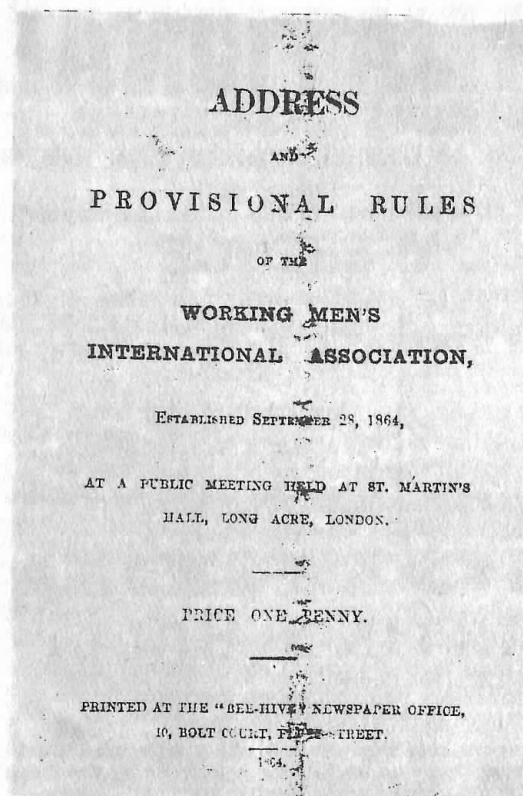 ADDRESS
AND
PROVISIONAL RULES
OF THE
WORKING MEN'S
INTERNATIONAL ASSOCIATION,
ESTABLISHED SEPTEMBER 28, 1864,
AT A PUBLIC MEETING HELD AT ST. MARTIN'S
HALL, LONG ACRE, LONDON.
PRICE ONE PENNY.
PRINTED AT THE "BEE-HIVE" NEWSPAPER OFFICE,
10, BOLT COURT, FLEET STREET.
1864.